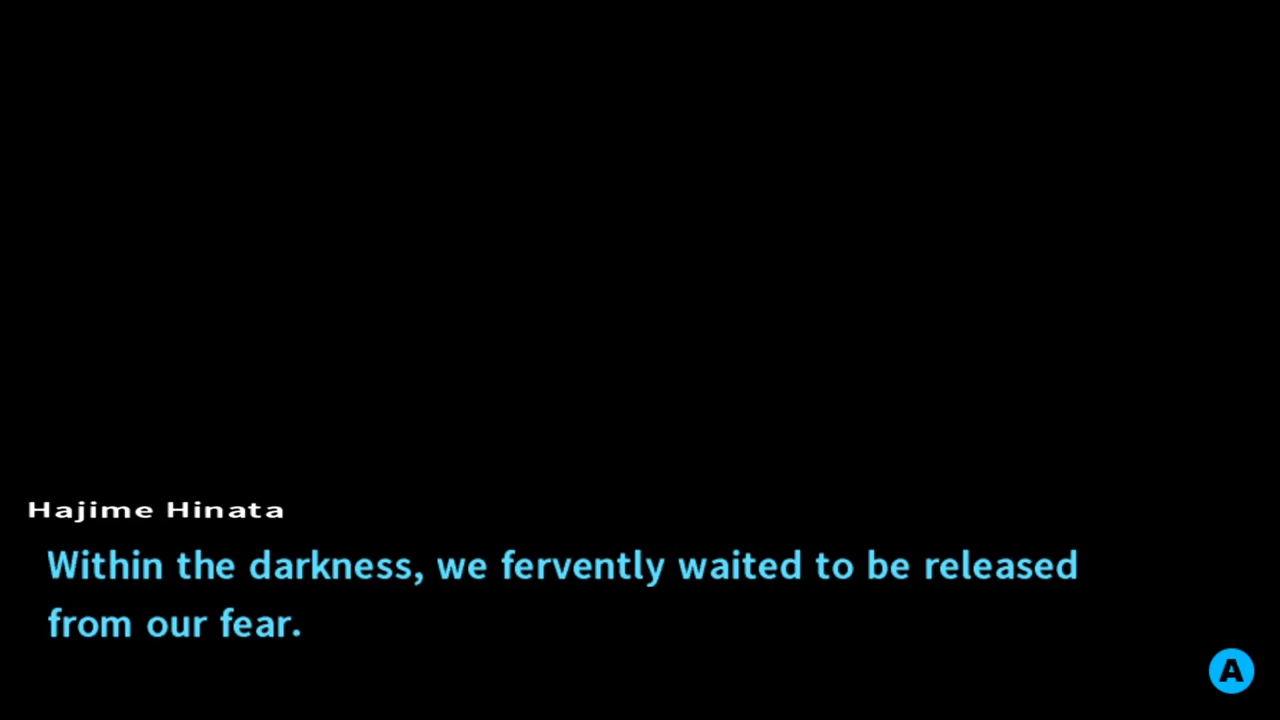 Hajime Hinata
Within the darkness, we fervently waited to be released
from our fear.
A